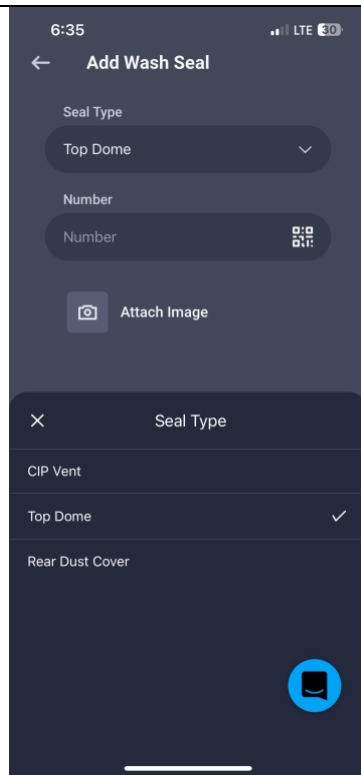 6:35
LTE 30
Add Wash Seal
Seal Type
Top Dome
Number
Number
Attach Image
Seal Type
CIP Vent
Top Dome
Rear Dust Cover